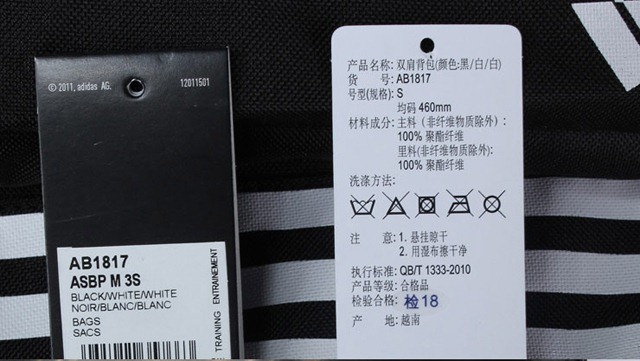 © 2011, adidas AG.
12011501
AB1817
ASBP M 3S
BLACK/WHITE/WHITE
NOIR/BLANC/BLANC
BAGS
SACS
TRAINING
ENTRAINEMENT
产品名称: 双肩背包(颜色:黑/白/白)
货 号: AB1817
号型(规格): S
均码 460mm
材料成分: 主料 (非纤维物质除外):
100% 聚酯纤维
里料(非纤维物质除外):
100% 聚酯纤维
洗涤方法:
注 意: 1. 悬挂晾干
2. 用湿布擦干净
执行标准: QB/T 1333-2010
产品等级: 合格品
检验合格: 检18
产 地: 越南